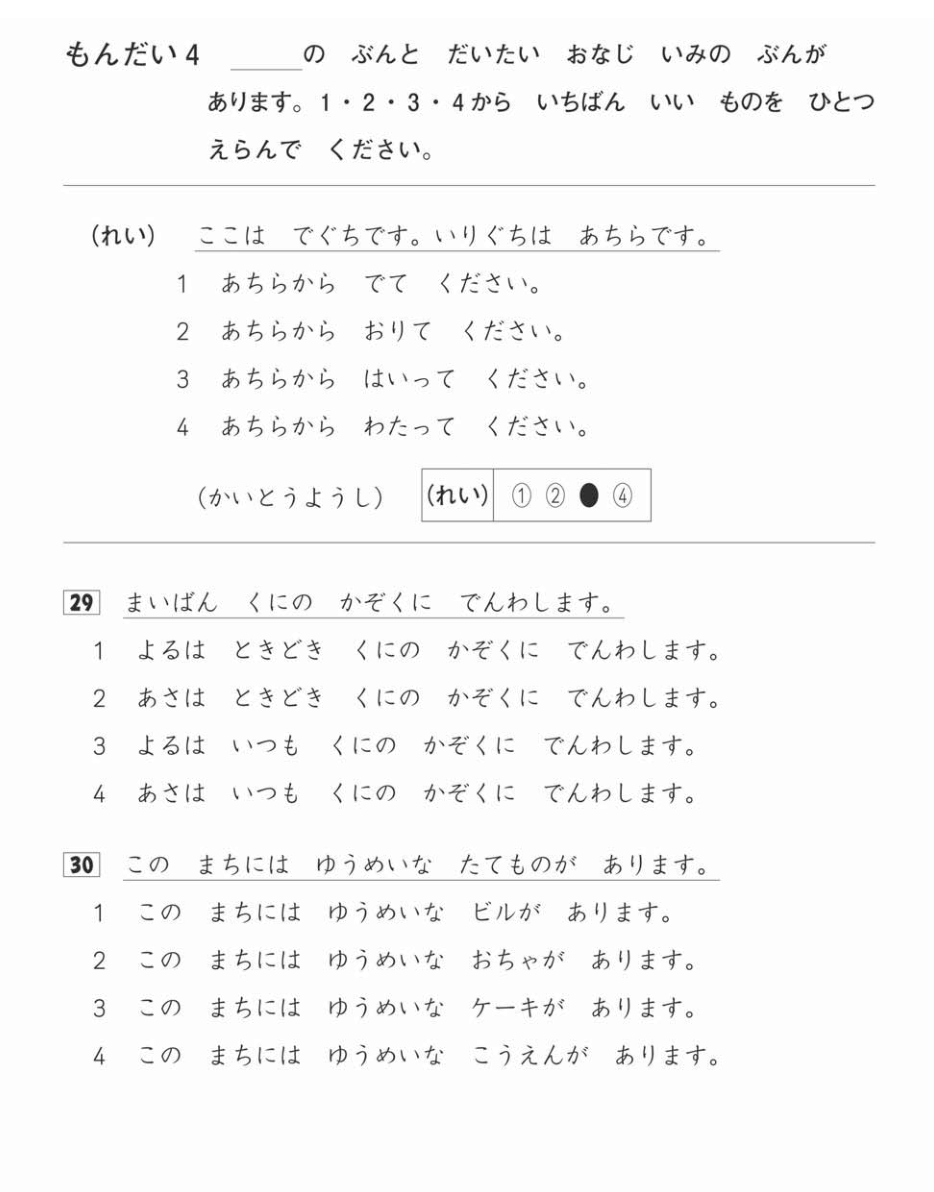 もんだい4　______の　ぶんと　だいたい　おなじ　いみの　ぶんが
あります。1・2・3・4から　いちばん　いい　ものを　ひとつ
えらんで　ください。
(れい)　ここは　でぐちです。いりぐちは　あちらです。
1　あちらから　でて　ください。
2　あちらから　おりて　ください。
3　あちらから　はいって　ください。
4　あちらから　わたって　ください。
(かいとうようし)　(れい)　①　②　●　④
29　まいばん　くにの　かぞくに　でんわします。
1　よるは　ときどき　くにの　かぞくに　でんわします。
2　あさは　ときどき　くにの　かぞくに　でんわします。
3　よるは　いつも　くにの　かぞくに　でんわします。
4　あさは　いつも　くにの　かぞくに　でんわします。
30　この　まちには　ゆうめいな　たてものが　あります。
1　この　まちには　ゆうめいな　ビルが　あります。
2　この　まちには　ゆうめいな　おちゃが　あります。
3　この　まちには　ゆうめいな　ケーキが　あります。
4　この　まちには　ゆうめいな　こうえんが　あります。